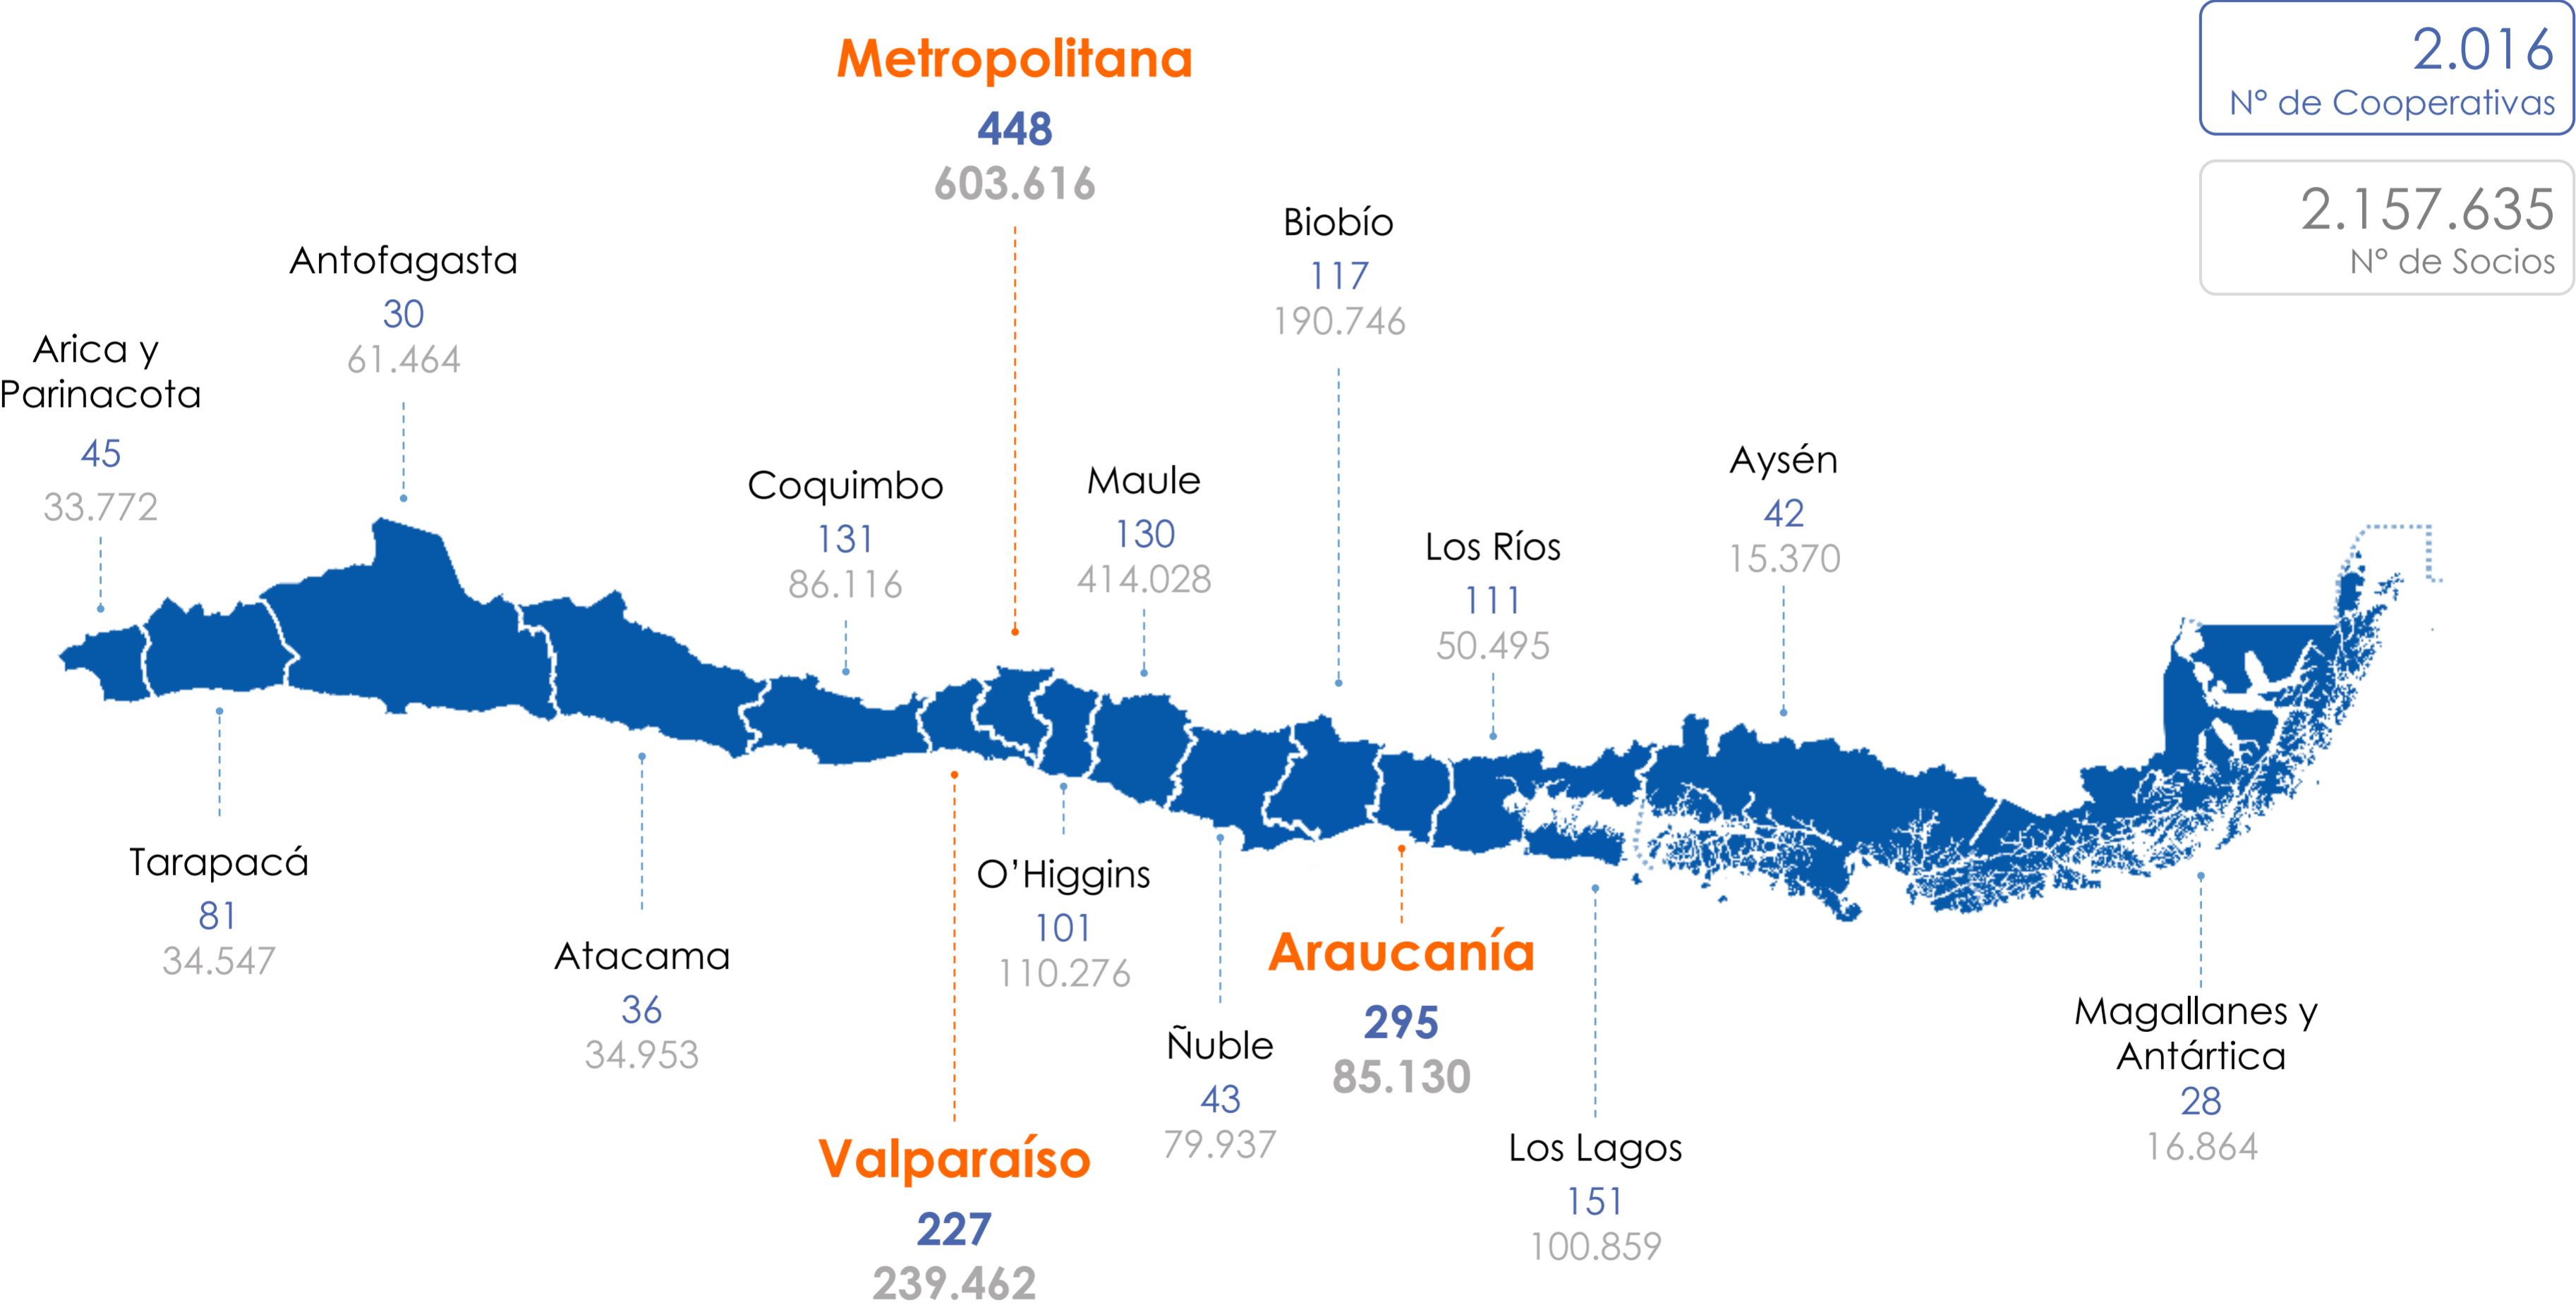 Metropolitana
448
603.616
2.016
N° de Cooperativas
2.157.635
N° de Socios
Antofagasta
30
61.464
Biobío
117
190.746
Arica y
Parinacota
45
33.772
Coquimbo
131
86.116
Maule
130
414.028
Los Ríos
111
50.495
Aysén
42
15.370
Tarapacá
81
34.547
Atacama
36
34.953
Valparaíso
227
239.462
O'Higgins
101
110.276
Ñuble
43
79.937
Araucanía
295
85.130
Los Lagos
151
100.859
Magallanes y
Antártica
28
16.864